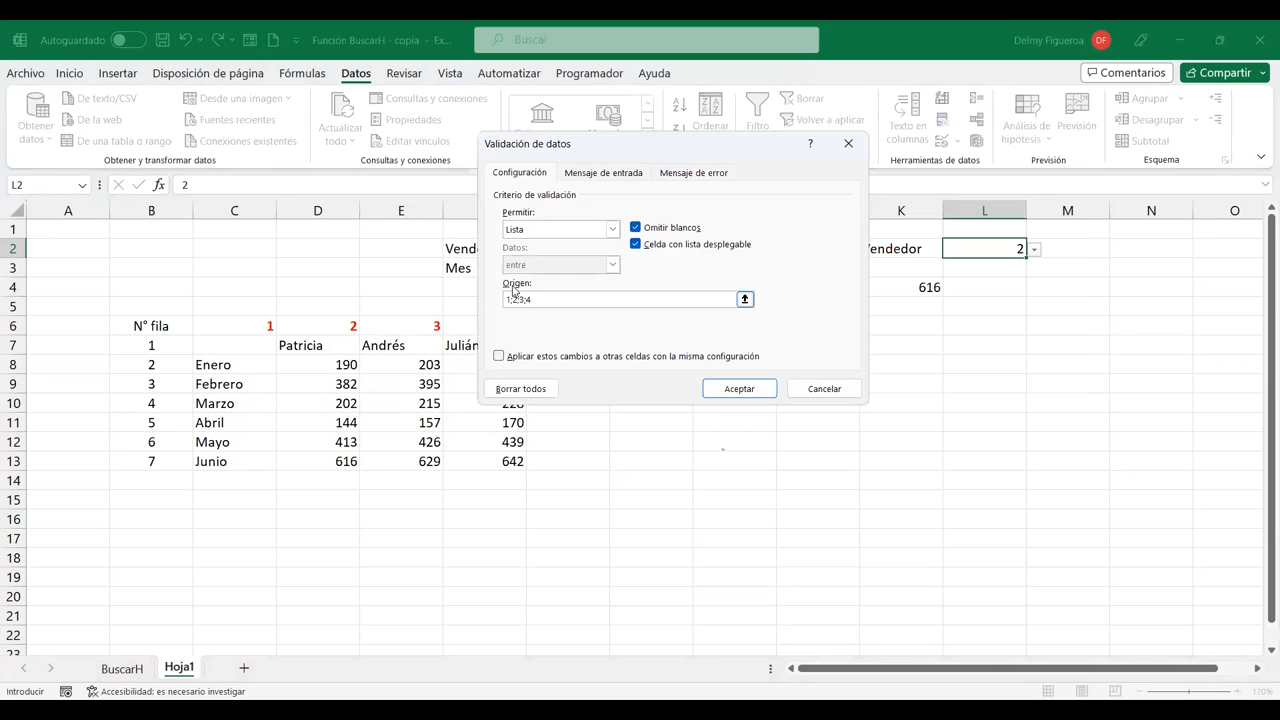 Autoguardado
Función BuscarH - copia - Ex...
Buscar
Delmy Figueroa
DF
Archivo Inicio Insertar Disposición de página Fórmulas Datos Revisar Vista Automatizar Programador Ayuda
Comentarios
Compartir
Obtener datos
De texto/CSV
De la web
De una tabla o rango
Desde una imagen
Fuentes recientes
Conexiones existentes
Obtener y transformar datos
Actualizar todo
Consultas y conexiones
Propiedades
Editar vínculos
Consultas y conexiones
Ordenar
Filtro
Borrar
Volver a aplicar
Texto en columnas
Herramientas de datos
Análisis de hipótesis
Previsión
Previsión
Agrupar
Desagrupar
Subtotal
Esquema
L2
fx
2
Validación de datos
?
Configuración
Mensaje de entrada
Mensaje de error
Criterio de validación
Permitir:
Lista
Omitir blancos
Celda con lista desplegable
Datos:
entre
Origen:
1;2;3;4
Aplicar estos cambios a otras celdas con la misma configuración
Borrar todos
Aceptar
Cancelar
A B C D E K L M N O
1
2 2
3 Mes
4 616
5
6 N° fila 1 2 3
7 1 Patricia Andrés
8 2 Enero 190 203
9 3 Febrero 382 395
10 4 Marzo 202 215
11 5 Abril 144 157 170
12 6 Mayo 413 426 439
13 7 Junio 616 629 642
14
15
16
17
18
19
20
21
22
23
BuscarH
Hoja1
Introducir
Accesibilidad: es necesario investigar
120%